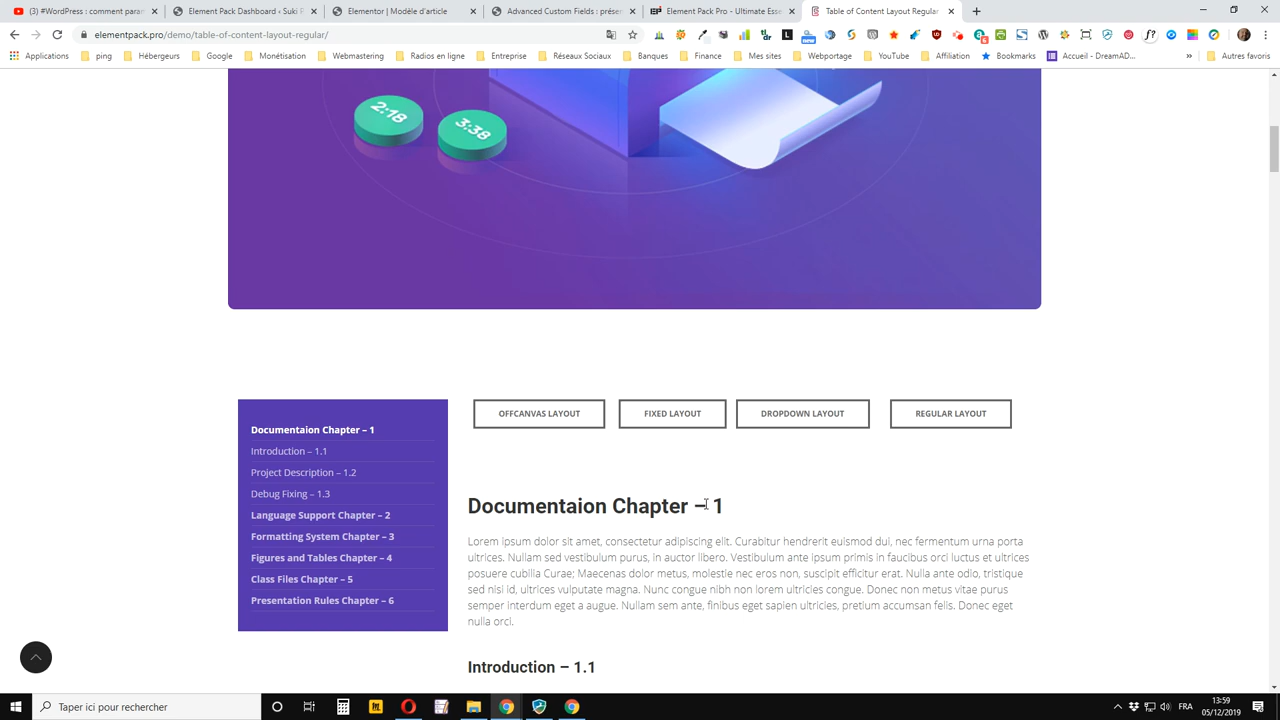 (3) #WordPress : comment param
Element Pack Dashboard ‹ Suki F
Elementor | Modèle d'article
Advanced Custom Fields : présen
Element Pack Pro - Ultimate Ess
Table of Content Layout Regular
elementpack.pro/demo/table-of-content-layout-regular/
Applications
ping
Hébergeurs
Google
Monétisation
Webmastering
Radios en ligne
Entreprise
Réseaux Sociaux
Banques
Finance
Mes sites
Webportage
YouTube
Affiliation
Bookmarks
Accueil - DreamAD...
»
Autres favoris
2:18
3:38
OFFCANVAS LAYOUT
FIXED LAYOUT
DROPDOWN LAYOUT
REGULAR LAYOUT
Documentaion Chapter – 1
Introduction – 1.1
Project Description – 1.2
Debug Fixing – 1.3
Language Support Chapter – 2
Formatting System Chapter – 3
Figures and Tables Chapter – 4
Class Files Chapter – 5
Presentation Rules Chapter – 6
Documentaion Chapter – 1
Lorem ipsum dolor sit amet, consectetur adipiscing elit. Curabitur hendrerit euismod dui, nec fermentum urna porta
ultrices. Nullam sed vestibulum purus, in auctor libero. Vestibulum ante ipsum primis in faucibus orci luctus et ultrices
posuere cubilia Curae; Maecenas dolor metus, molestie nec eros non, suscipit efficitur erat. Nulla ante odio, tristique
sed nisl id, ultrices vulputate magna. Nunc congue nibh non lorem ultricies congue. Donec non metus vitae purus
semper interdum eget a augue. Nullam sem ante, finibus eget sapien ultricies, pretium accumsan felis. Donec eget
nulla orci.
Introduction – 1.1
Taper ici pour rechercher
FRA
13:59
05/12/2019